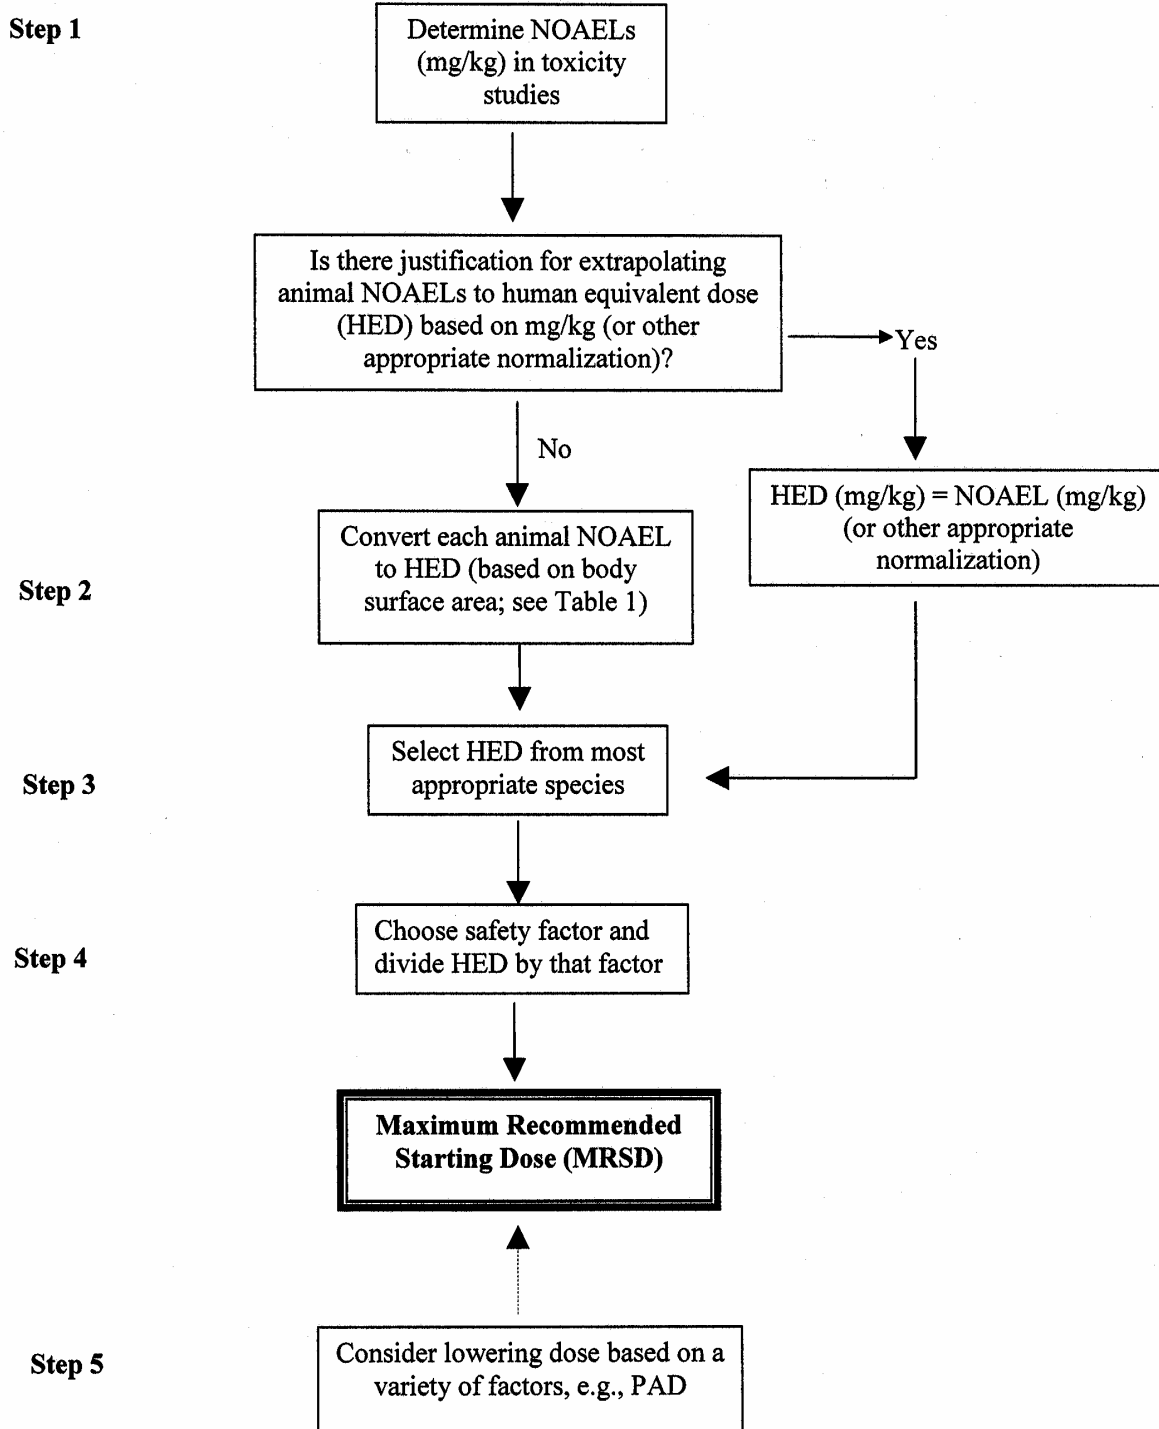 Step 1
Determine NOAELs
(mg/kg) in toxicity
studies
Is there justification for extrapolating
animal NOAELs to human equivalent dose
(HED) based on mg/kg (or other
appropriate normalization)?
Yes
No
HED (mg/kg) = NOAEL (mg/kg)
(or other appropriate
normalization)
Step 2
Convert each animal NOAEL
to HED (based on body
surface area; see Table 1)
Step 3
Select HED from most
appropriate species
Step 4
Choose safety factor and
divide HED by that factor
Maximum Recommended
Starting Dose (MRSD)
Step 5
Consider lowering dose based on a
variety of factors, e.g., PAD